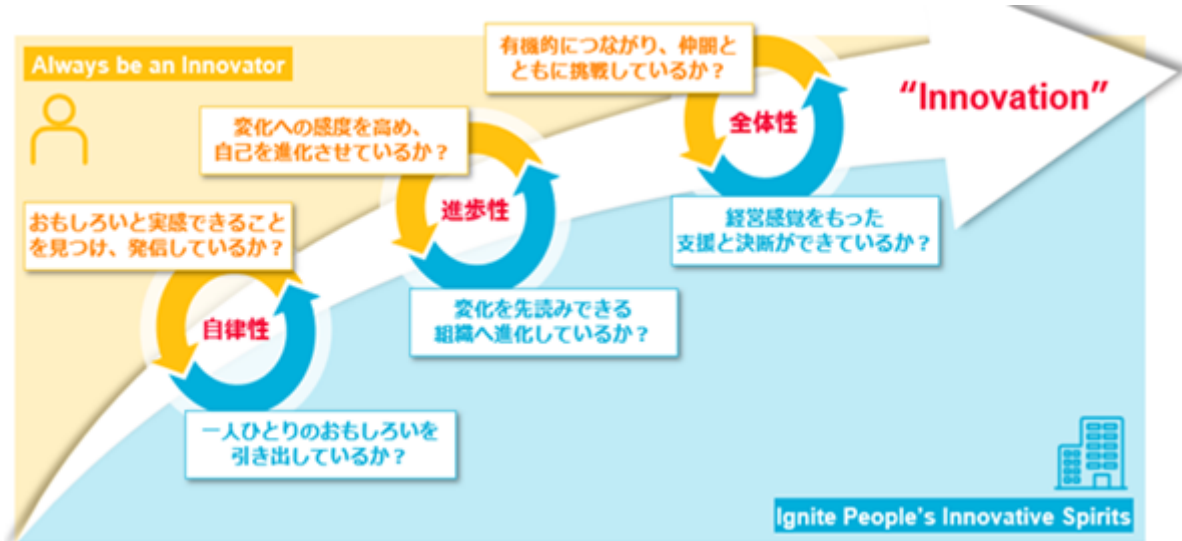 Always be an Innovator
有機的につながり、仲間と
ともに挑戦しているか？
全体性
“Innovation”
変化への感度を高め、
自己を進化させているか？
進歩性
経営感覚をもった
支援と決断ができているか？
おもしろいと実感できること
を見つけ、発信しているか？
自律性
変化を先読みできる
組織へ進化しているか？
一人ひとりのおもしろいを
引き出しているか？
Ignite People's Innovative Spirits